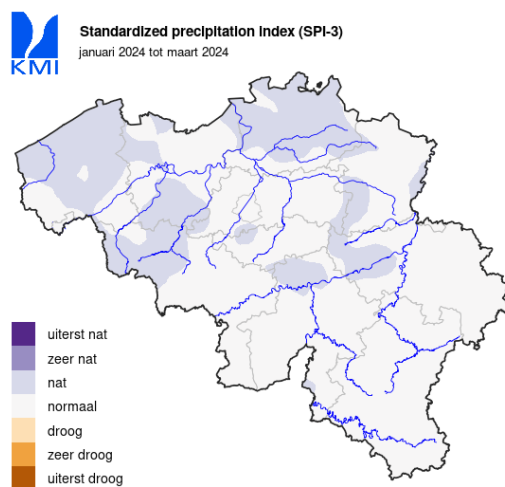 KMI
Standardized precipitation index (SPI-3)
januari 2024 tot maart 2024
uiterst nat
zeer nat
nat
normaal
droog
zeer droog
uiterst droog